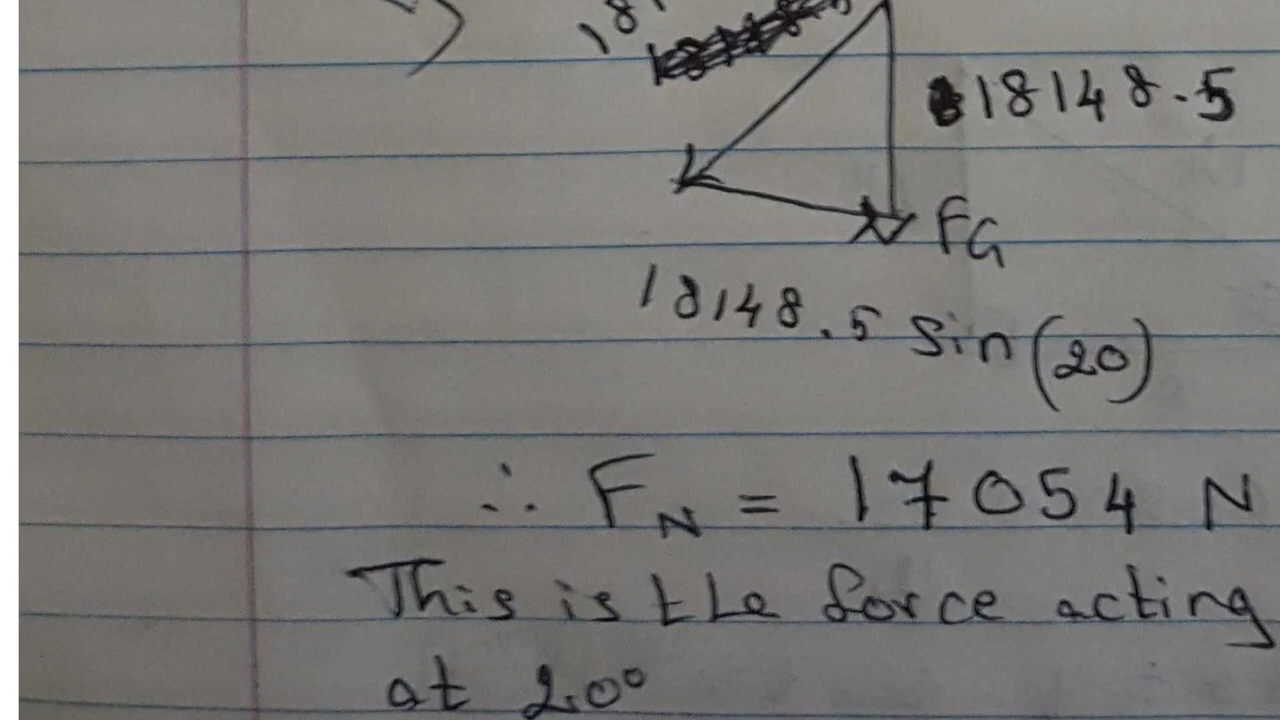 18148.5
FG
18148.5 sin(20)
∴ FN = 17054 N
This is the force acting
at 20°